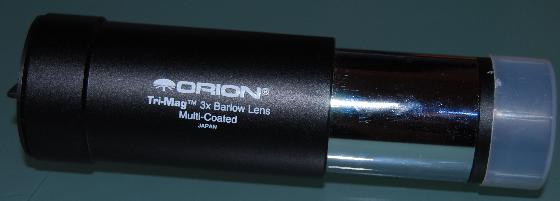 ORION®
Tri-Mag™ 3x Barlow Lens
Multi-Coated
JAPAN